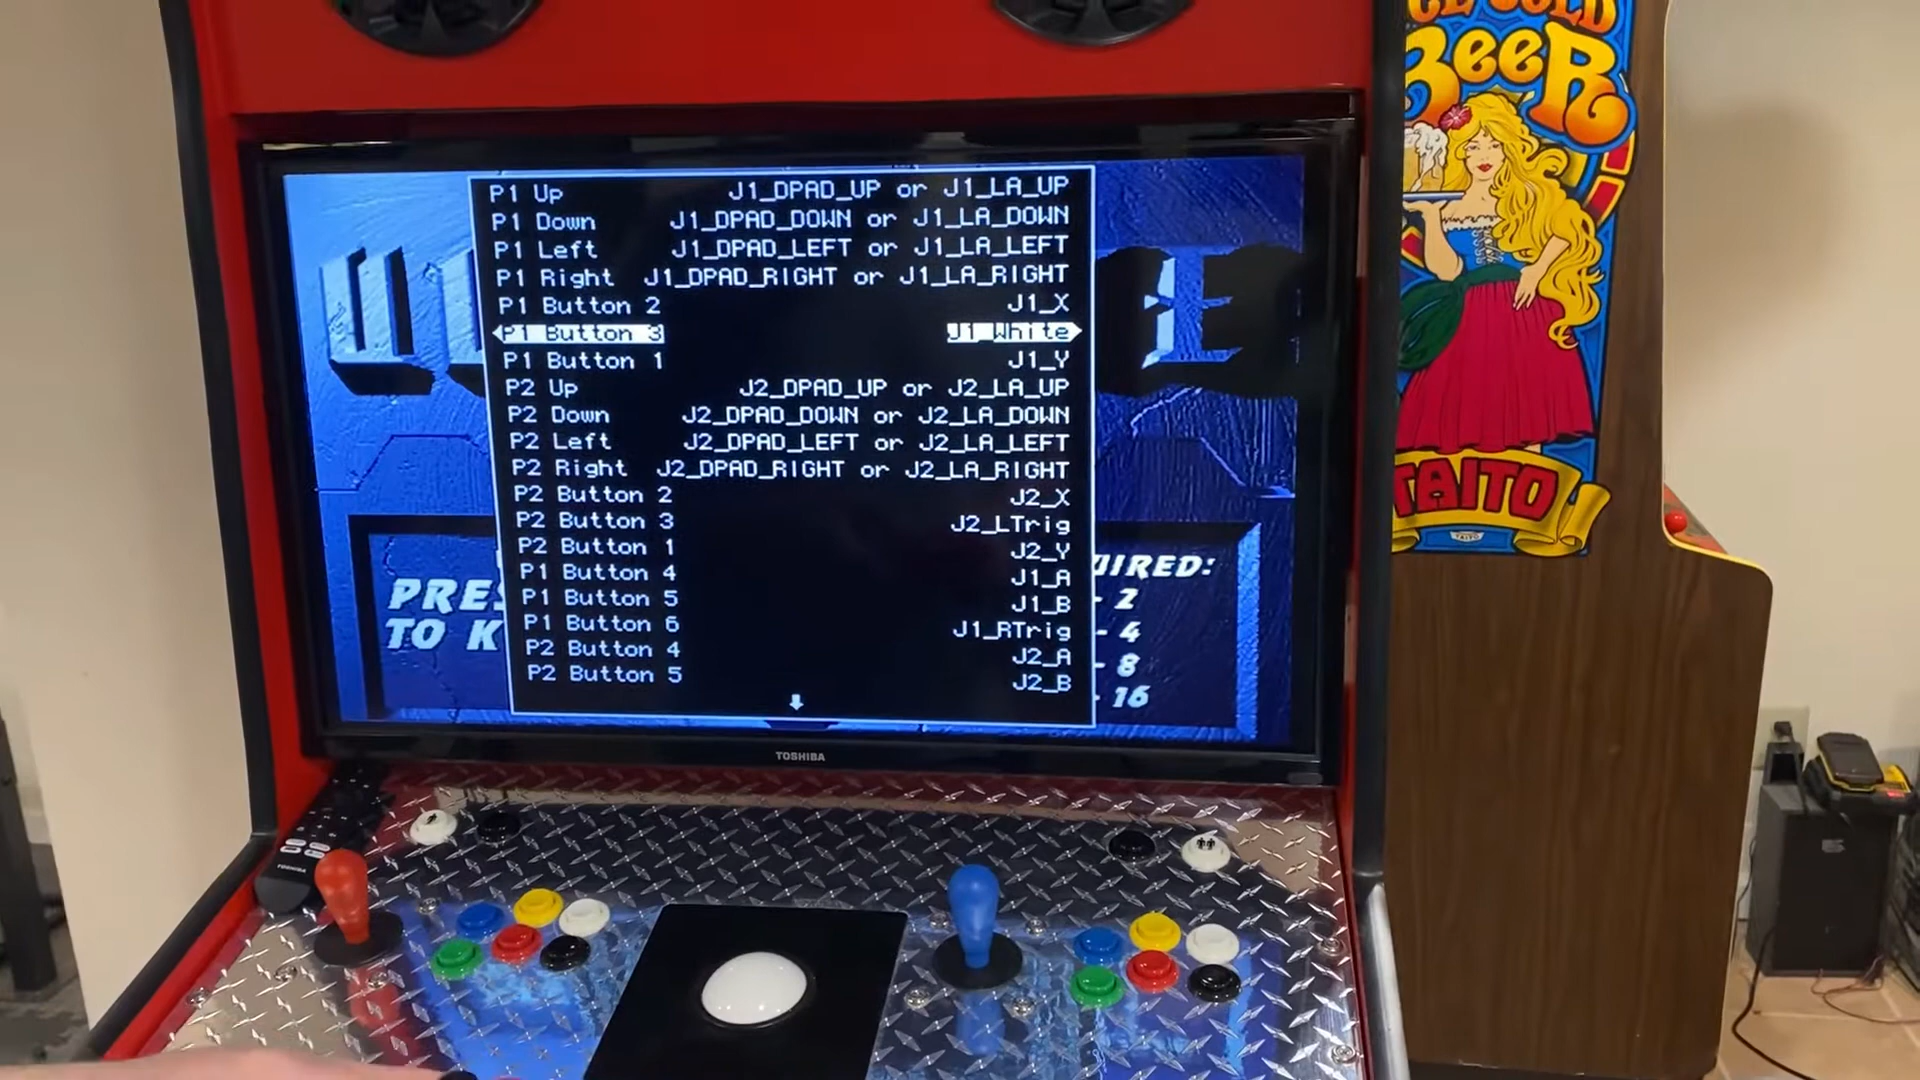 P1 Up J1_DPAD_UP or J1_LA_UP
P1 Down J1_DPAD_DOWN or J1_LA_DOWN
P1 Left J1_DPAD_LEFT or J1_LA_LEFT
P1 Right J1_DPAD_RIGHT or J1_LA_RIGHT
P1 Button 2 J1_X
P1 Button 3 J1_White
P1 Button 1 J1_Y
P2 Up J2_DPAD_UP or J2_LA_UP
P2 Down J2_DPAD_DOWN or J2_LA_DOWN
P2 Left J2_DPAD_LEFT or J2_LA_LEFT
P2 Right J2_DPAD_RIGHT or J2_LA_RIGHT
P2 Button 2 J2_X
P2 Button 3 J2_LTrig
P2 Button 1 J2_Y
P1 Button 4 J1_A
P1 Button 5 J1_B
P1 Button 6 J1_RTrig
P2 Button 4 J2_A
P2 Button 5 J2_B
TO K
- 2
- 4
- 8
- 16
TOSHIBA
TOSHIBA
COLD
BEER
TAITO
TAITO